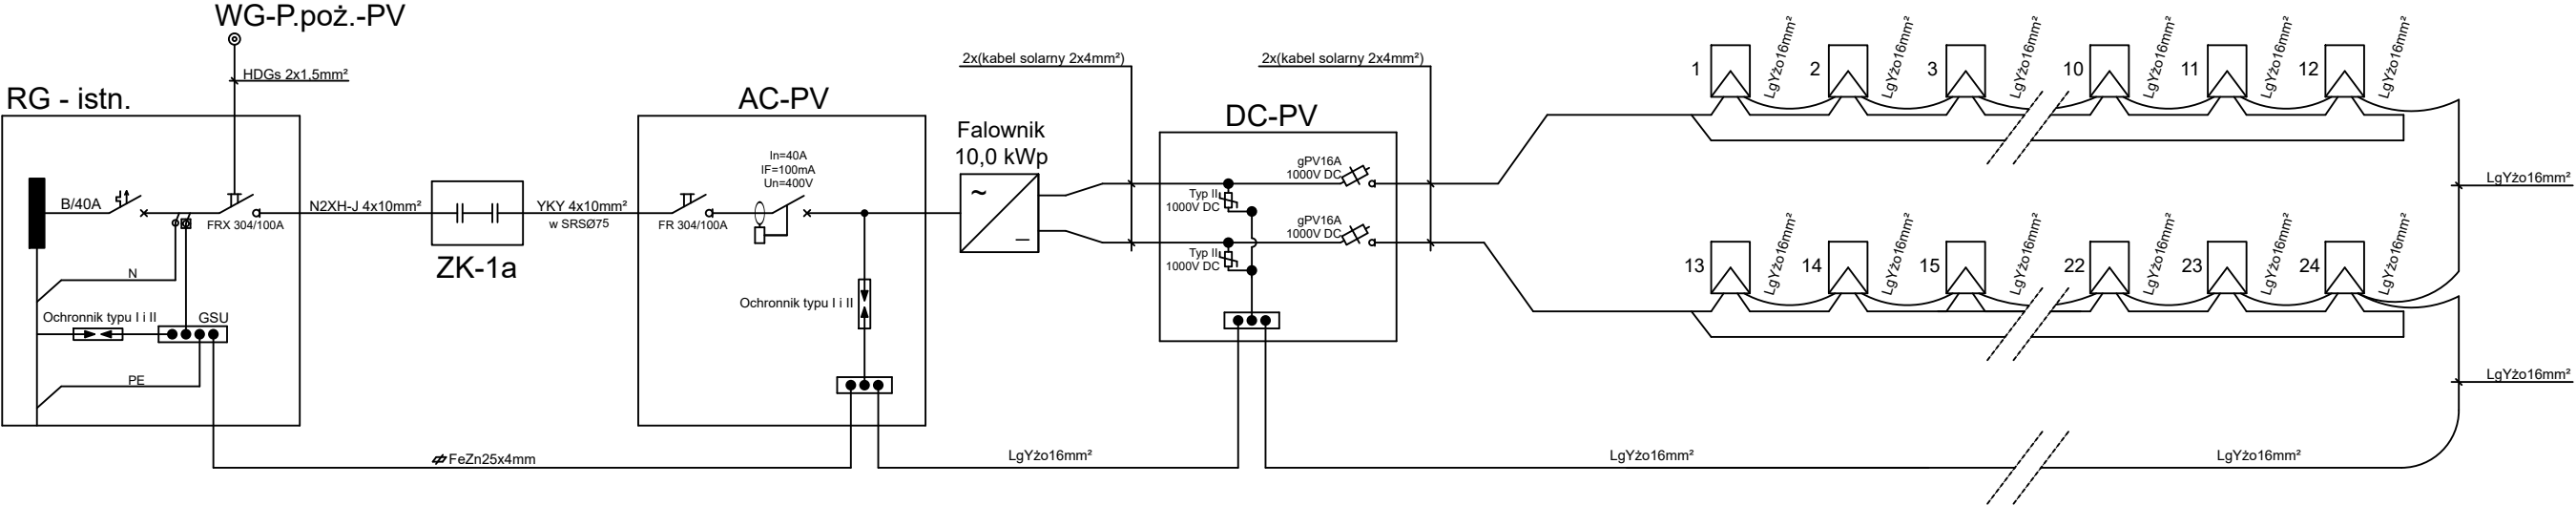 WG-P.poż.-PV
HDGs 2x1,5mm²
RG - istn.
B/40A
FRX 304/100A
N
Ochronnik typu I i II
GSU
PE
N2XH-J 4x10mm²
ZK-1a
YKY 4x10mm²
w SRSØ75
AC-PV
FR 304/100A
In=40A
IF=100mA
Un=400V
Ochronnik typu I i II
FeZn25x4mm
Falownik
10,0 kWp
~
2x(kabel solarny 2x4mm²)
2x(kabel solarny 2x4mm²)
DC-PV
gPV16A
1000V DC
Typ II
1000V DC
gPV16A
1000V DC
Typ II
1000V DC
LgYżo16mm²
1
LgYżo16mm²
2
LgYżo16mm²
3
LgYżo16mm²
10
LgYżo16mm²
11
LgYżo16mm²
12
LgYżo16mm²
LgYżo16mm²
13
LgYżo16mm²
14
LgYżo16mm²
15
LgYżo16mm²
22
LgYżo16mm²
23
LgYżo16mm²
24
LgYżo16mm²
LgYżo16mm²
LgYżo16mm²
LgYżo16mm²